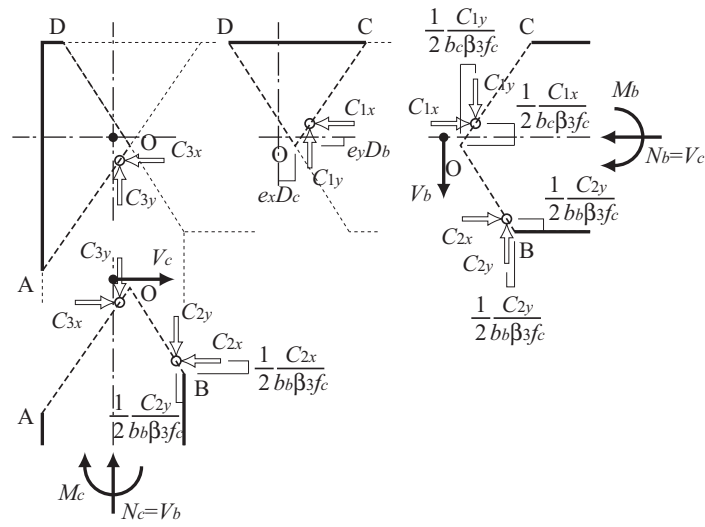 D
C
O
C3x
C3y
A
C1x
O
C1y
eyDb
exDc
1/2 C1y/bcβ3fc
C
C1y
C1x
1/2 C1x/bcβ3fc
Mb
O
Nb=Vc
Vb
1/2 C2y/bbβ3fc
C2x
B
C2y
1/2 C2y/bbβ3fc
C3y
Vc
O
C3x
C2y
C2x
1/2 C2x/bbβ3fc
B
A
1/2 C2y/bbβ3fc
Mc
Nc=Vb